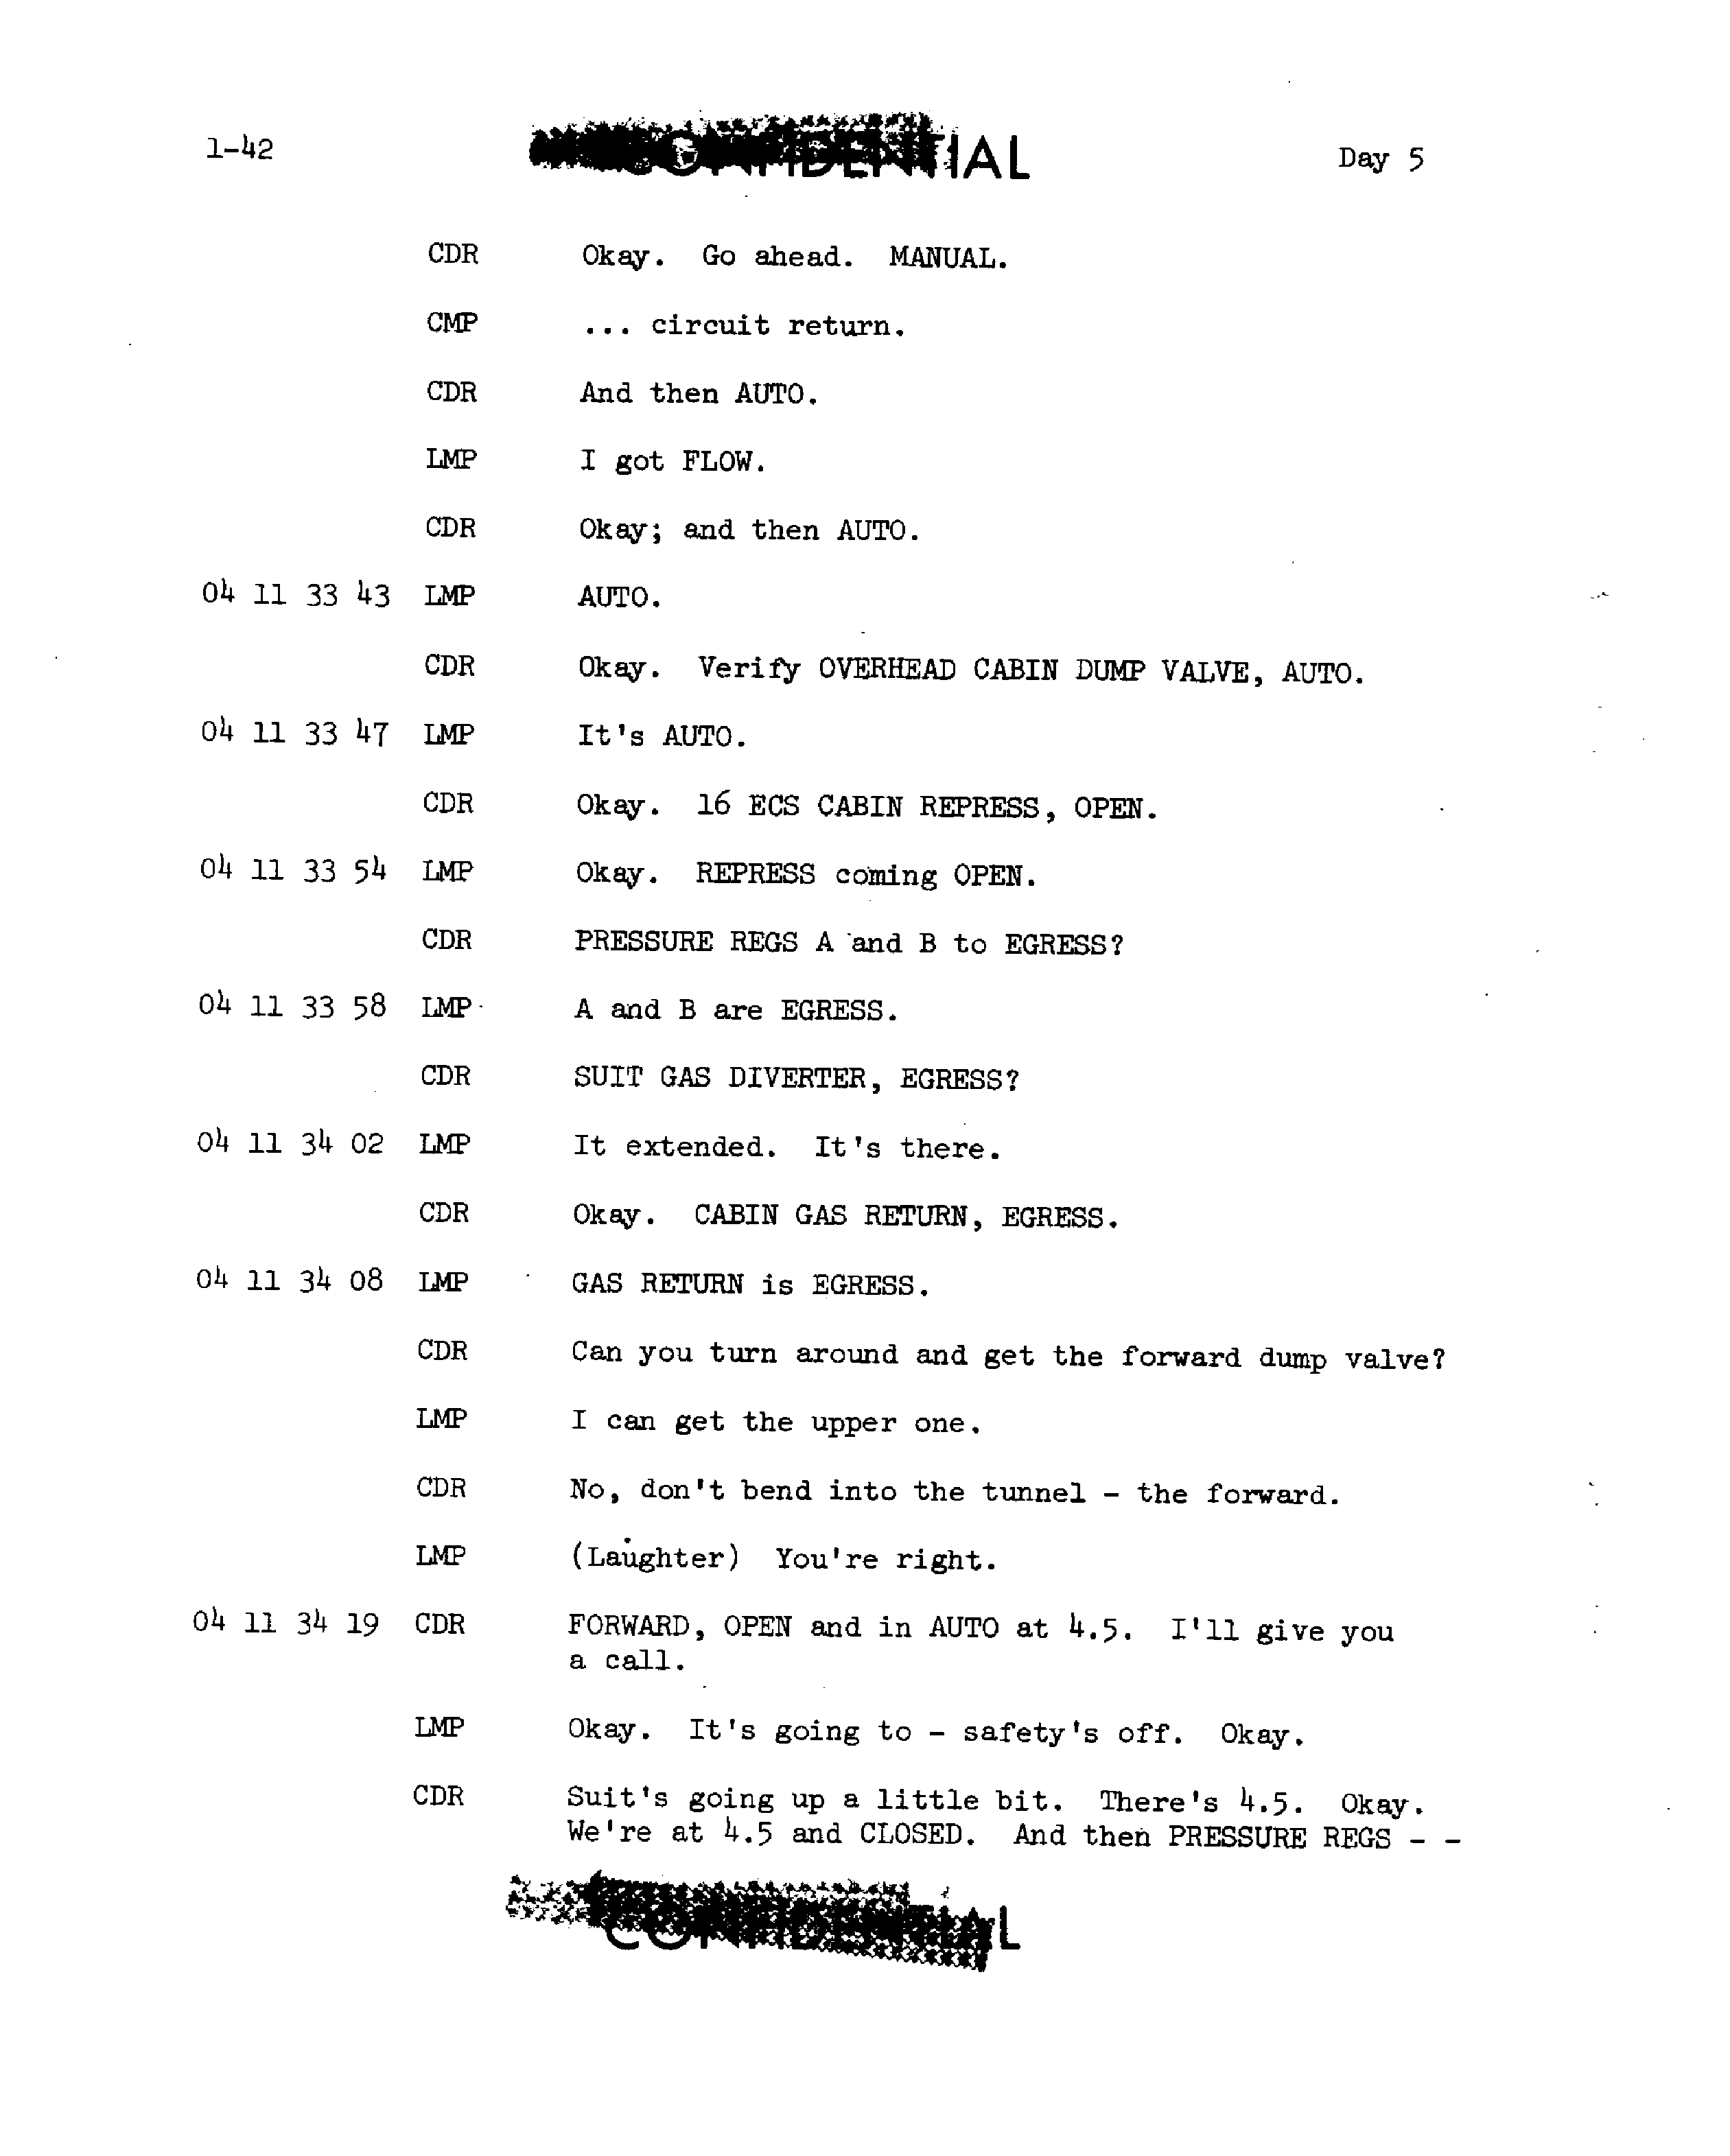 1-42
CONFIDENTIAL
Day 5
CDR Okay. Go ahead. MANUAL.
CMP ... circuit return.
CDR And then AUTO.
LMP I got FLOW.
CDR Okay; and then AUTO.
04 11 33 43 LMP AUTO.
CDR Okay. Verify OVERHEAD CABIN DUMP VALVE, AUTO.
04 11 33 47 LMP It's AUTO.
CDR Okay. 16 ECS CABIN REPRESS, OPEN.
04 11 33 54 LMP Okay. REPRESS coming OPEN.
CDR PRESSURE REGS A and B to EGRESS?
04 11 33 58 LMP A and B are EGRESS.
CDR SUIT GAS DIVERTER, EGRESS?
04 11 34 02 LMP It extended. It's there.
CDR Okay. CABIN GAS RETURN, EGRESS.
04 11 34 08 LMP GAS RETURN is EGRESS.
CDR Can you turn around and get the forward dump valve?
LMP I can get the upper one.
CDR No, don't bend into the tunnel - the forward.
LMP (Laughter) You're right.
04 11 34 19 CDR FORWARD, OPEN and in AUTO at 4.5. I'll give you
a call.
LMP Okay. It's going to - safety's off. Okay.
CDR Suit's going up a little bit. There's 4.5. Okay.
We're at 4.5 and CLOSED. And then PRESSURE REGS - -
CONFIDENTIAL